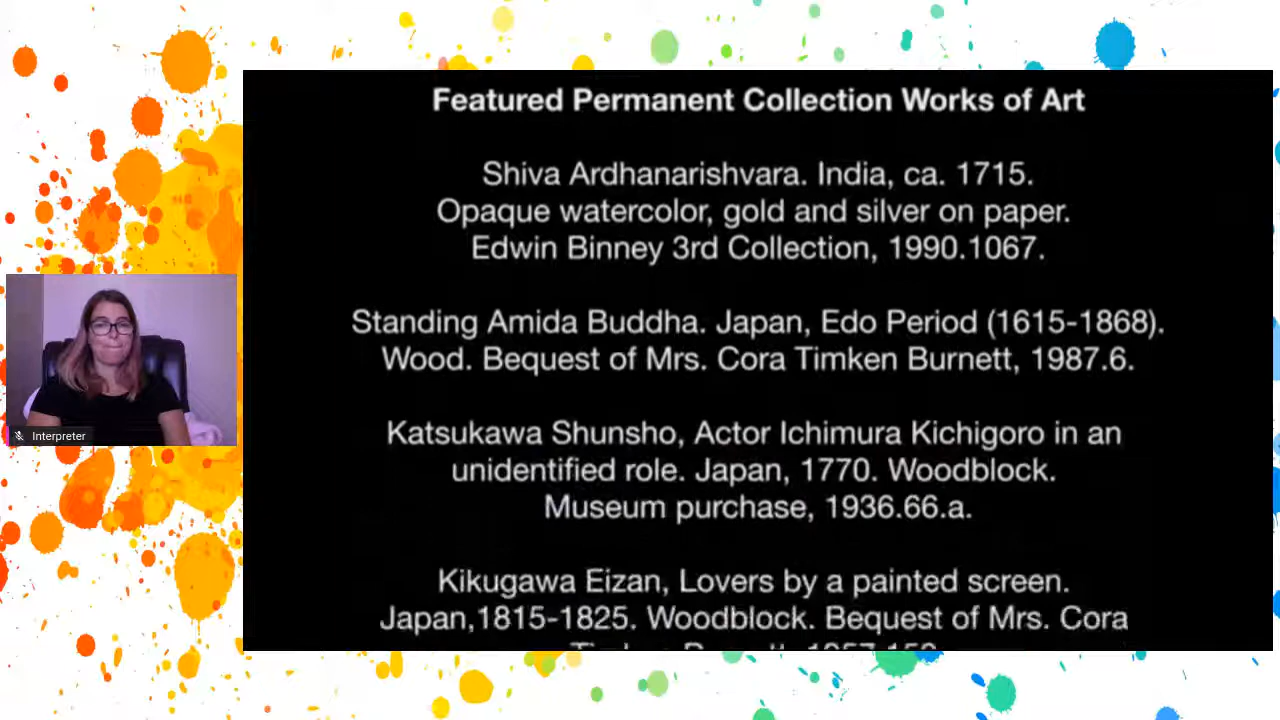 Featured Permanent Collection Works of Art
Shiva Ardhanarishvara. India, ca. 1715.
Opaque watercolor, gold and silver on paper.
Edwin Binney 3rd Collection, 1990.1067.
Standing Amida Buddha. Japan, Edo Period (1615-1868).
Wood. Bequest of Mrs. Cora Timken Burnett, 1987.6.
Katsukawa Shunsho, Actor Ichimura Kichigoro in an
unidentified role. Japan, 1770. Woodblock.
Museum purchase, 1936.66.a.
Kikugawa Eizan, Lovers by a painted screen.
Japan,1815-1825. Woodblock. Bequest of Mrs. Cora
Interpreter